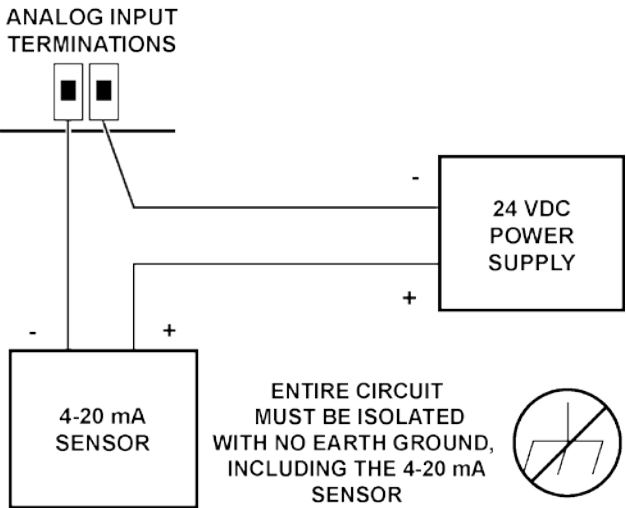 ANALOG INPUT
TERMINATIONS
-
24 VDC
POWER
SUPPLY
+
- +
4-20 mA
SENSOR
ENTIRE CIRCUIT
MUST BE ISOLATED
WITH NO EARTH GROUND,
INCLUDING THE 4-20 mA
SENSOR